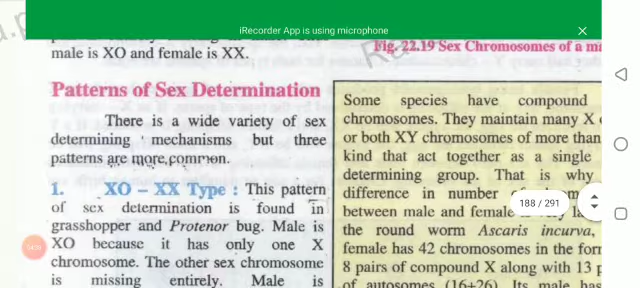 iRecorder App is using microphone
male is XO and female is XX.
Fig. 22.19 Sex Chromosomes of a
Patterns of Sex Determination
There is a wide variety of sex
determining mechanisms but three
patterns are more common.
1. XO – XX Type : This pattern
of sex determination is found in
grasshopper and Protenor bug. Male is
XO because it has only one X
chromosome. The other sex chromosome
is missing entirely. Male is
Some species have compound
chromosomes. They maintain many X
or both XY chromosomes of more than
kind that act together as a single
determining group. That is why
difference in number
between male and female
the round worm Ascaris incurva,
female has 42 chromosomes in the
8 pairs of compound X along with 13
of autosomes (16+26). Its male has
188 / 291